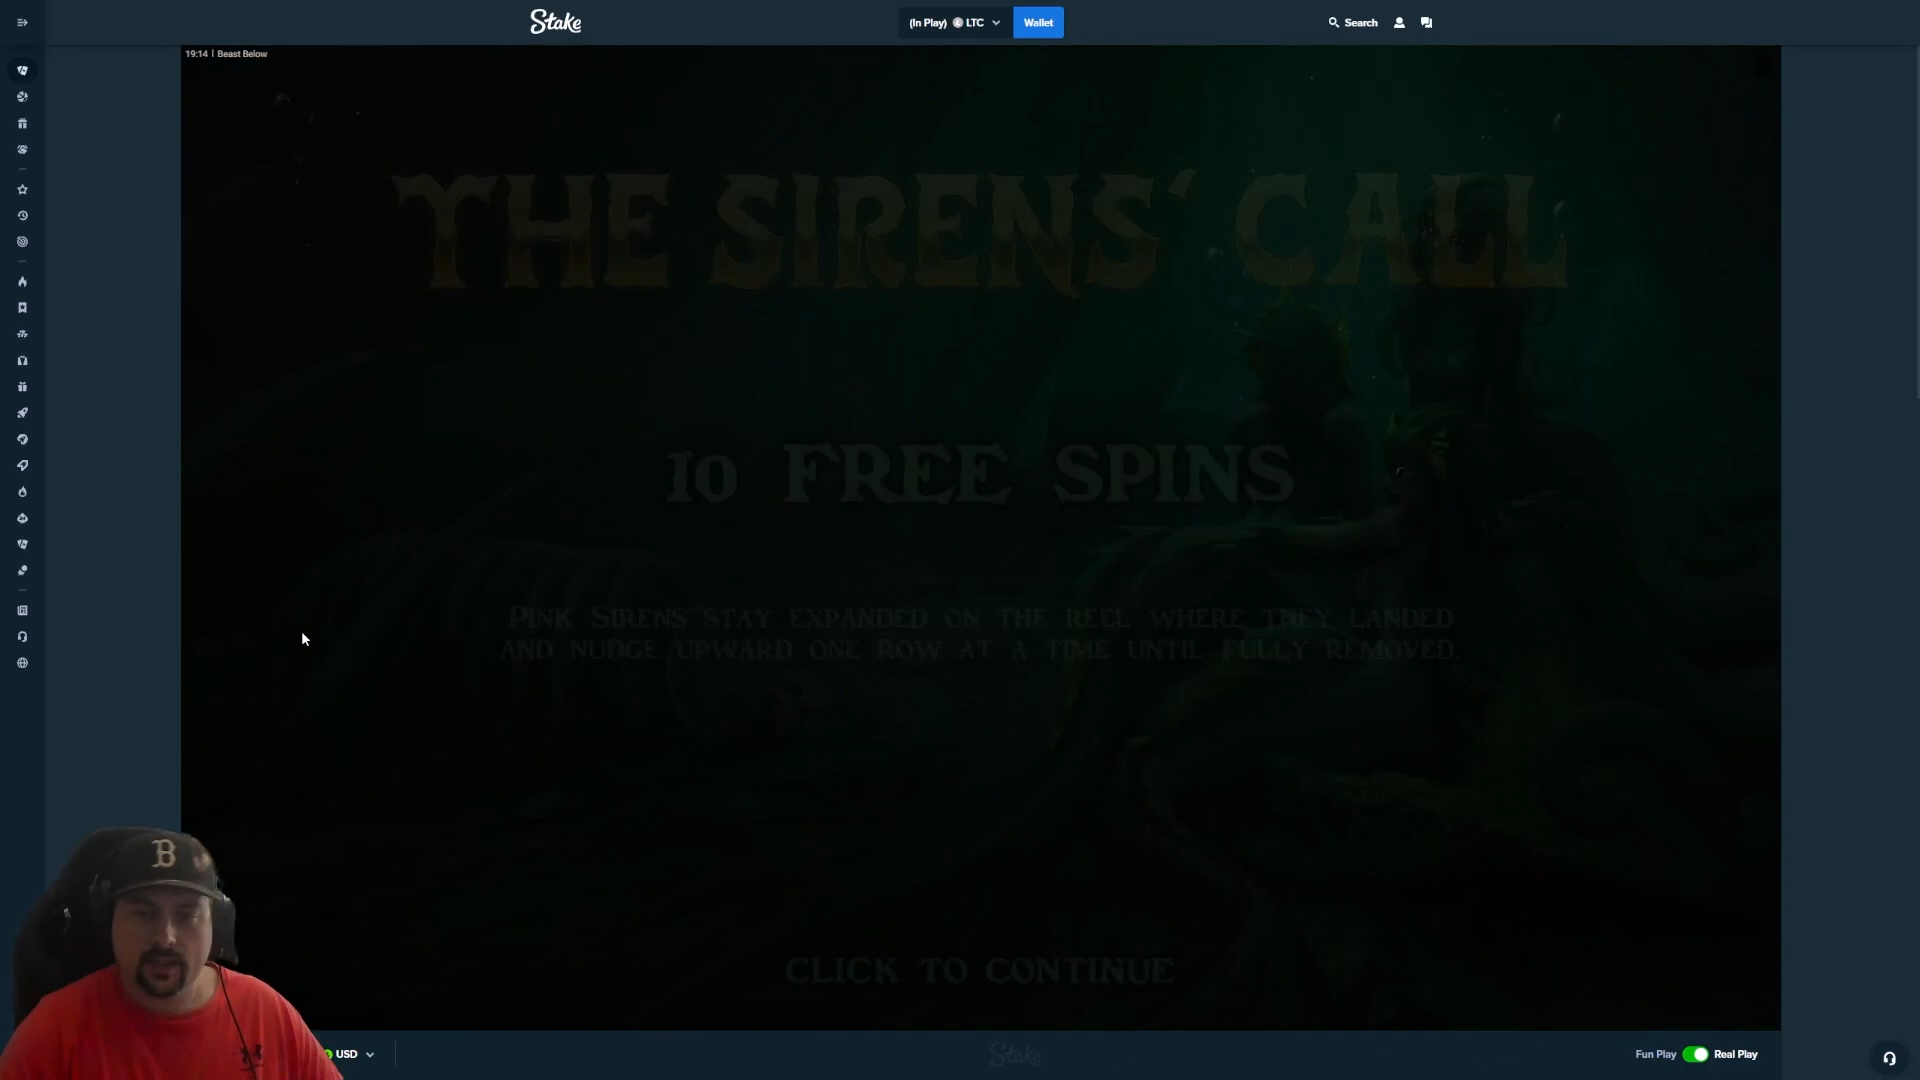 Stake
(In Play) LTC
Wallet
Search
19:14 | Beast Below
THE SIRENS' CALL
10 FREE SPINS
PINK SIRENS STAY EXPANDED ON THE REEL WHERE THEY LANDED
AND NUDGE UPWARD ONE ROW AT A TIME UNTIL FULLY REMOVED.
CLICK TO CONTINUE
B
USD
Stake
Fun Play
Real Play